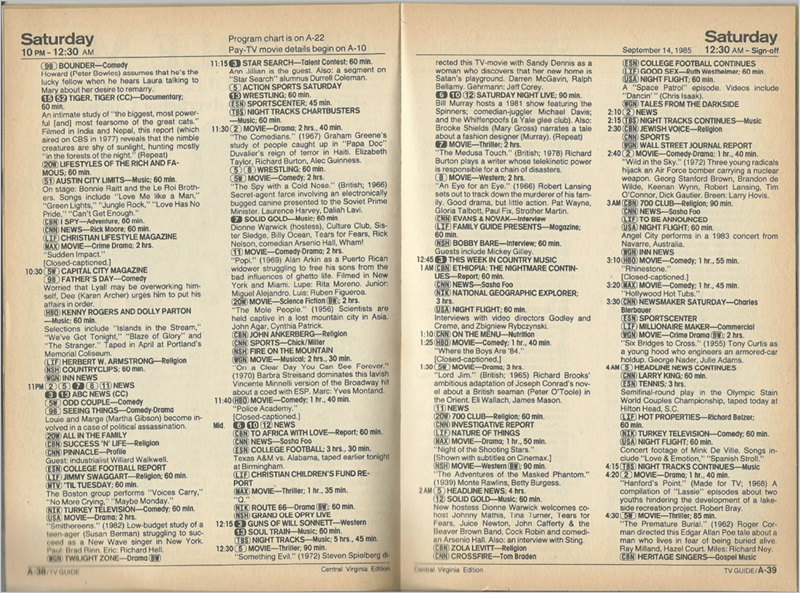 Saturday
10 PM - 12:30 AM
Program chart is on A-22
Pay-TV movie details begin on A-10
98 BOUNDER—Comedy
Howard (Peter Bowles) assumes that he's the
lucky fellow when he hears Laura talking to
Mary about her desire to remarry.
15 52 TIGER, TIGER (CC)—Documentary;
60 min.
An intimate study of "the biggest, most power-
ful [and] most fearsome of the great cats."
Filmed in India and Nepal, this report (which
aired on CBS in 1977) reveals that the nimble
creatures are shy of sunlight, hunting mostly
"in the forests of the night." (Repeat)
20W LIFESTYLES OF THE RICH AND FA-
MOUS; 60 min.
51 AUSTIN CITY LIMITS—Music; 60 min.
On stage: Bonnie Raitt and the Le Roi Broth-
ers. Songs include "Love Me like a Man,"
"Green Lights," "Jungle Rock," "Love Has No
Pride," "Can't Get Enough."
CBN I SPY—Adventure; 60 min.
CNN NEWS—Rick Moore; 60 min.
LIF CHRISTIAN LIFESTYLE MAGAZINE
MAX MOVIE—Crime Drama; 2 hrs.
"Sudden Impact."
[Closed-captioned.]
10:30 5W CAPITAL CITY MAGAZINE
98 FATHER'S DAY—Comedy
Worried that Lyall may be overworking him-
self, Dee (Karen Archer) urges him to put his
affairs in order.
HBO KENNY ROGERS AND DOLLY PARTON
—Music; 60 min.
Selections include "Islands in the Stream,"
"We've Got Tonight," "Blaze of Glory" and
"The Stranger." Taped in April at Portland's
Memorial Coliseum.
LIF HERBERT W. ARMSTRONG—Religion
NSH COUNTRYCLIPS; 60 min.
WGN INN NEWS
11PM 2 5 7 8 11 NEWS
3 13 ABC NEWS (CC)
5W ODD COUPLE—Comedy
98 SEEING THINGS—Comedy-Drama
Louie and Marge (Martha Gibson) become in-
volved in a case of political assassination.
20W ALL IN THE FAMILY
CBN SUCCESS 'N' LIFE—Religion
CNN PINNACLE—Profile
Guest: industrialist Willard Walkwell.
ESN COLLEGE FOOTBALL REPORT
LIF JIMMY SWAGGART—Religion; 60 min.
MTV 'TIL TUESDAY; 60 min.
The Boston group performs "Voices Carry,"
"No More Crying," "Maybe Monday."
NIK TURKEY TELEVISION—Comedy; 60 min.
USA MOVIE—Drama; 2 hrs.
"Smithereens." (1982) Low-budget study of a
teen-ager (Susan Berman) struggling to suc-
ceed as a New Wave singer in New York.
Paul: Brad Rinn. Eric: Richard Hell.
WGN TWILIGHT ZONE—Drama BW
A-38/TV GUIDE
11:15 3 STAR SEARCH—Talent Contest; 60 min.
Ann Jillian is the guest. Also: a segment on
"Star Search" alumnus Durrell Coleman.
5 ACTION SPORTS SATURDAY
13 WRESTLING; 60 min.
ESN SPORTSCENTER; 45 min.
TBS NIGHT TRACKS CHARTBUSTERS
—Music; 60 min.
11:30 2 MOVIE—Drama; 2 hrs., 40 min.
"The Comedians." (1967) Graham Greene's
study of people caught up in "Papa Doc"
Duvalier's reign of terror in Haiti. Elizabeth
Taylor, Richard Burton, Alec Guinness.
5 8 WRESTLING; 60 min.
5W MOVIE—Comedy; 2 hrs.
"The Spy with a Cold Nose." (British; 1966)
Secret-agent farce involving an electronically
bugged canine presented to the Soviet Prime
Minister. Laurence Harvey, Daliah Lavi.
7 SOLID GOLD—Music; 60 min.
Dionne Warwick (hostess), Culture Club, Sis-
ter Sledge, Billy Ocean, Tears for Fears, Rick
Nelson, comedian Arsenio Hall, Wham!
11 MOVIE—Comedy-Drama; 2 hrs.
"Popi." (1969) Alan Arkin as a Puerto Rican
widower struggling to free his sons from the
bad influences of ghetto life. Filmed in New
York and Miami. Lupe: Rita Moreno. Junior:
Miguel Alejandro. Luis: Ruben Figueroa.
20W MOVIE—Science Fiction BW; 2 hrs.
"The Mole People." (1956) Scientists are
held captive in a lost mountain city in Asia.
John Agar, Cynthia Patrick.
CBN JOHN ANKERBERG—Religion
CNN SPORTS—Chick/Miller
NSH FIRE ON THE MOUNTAIN
WGN MOVIE—Musical; 2 hrs., 30 min.
"On a Clear Day You Can See Forever."
(1970) Barbra Streisand dominates this lavish
Vincente Minnelli version of the Broadway hit
about a coed with ESP. Marc: Yves Montand.
11:40 HBO MOVIE—Comedy; 1 hr., 40 min.
"Police Academy."
[Closed-captioned.]
Mid. 6 10 12 NEWS
CBN TO AFRICA WITH LOVE—Report; 60 min.
CNN NEWS—Sasha Foo
ESN COLLEGE FOOTBALL; 3 hrs., 30 min.
Texas A&M vs. Alabama, taped earlier tonight
at Birmingham.
LIF CHRISTIAN CHILDREN'S FUND RE-
PORT
MAX MOVIE—Thriller; 1 hr., 35 min.
"Q."
NIK ROUTE 66—Drama BW; 60 min.
NSH GRAND OLE OPRY LIVE
12:15 3 GUNS OF WILL SONNETT—Western
13 SOUL TRAIN—Music; 60 min.
TBS NIGHT TRACKS—Music; 5 hrs., 45 min.
12:30 5 MOVIE—Thriller; 90 min.
"Something Evil." (1972) Steven Spielberg di-
Central Virginia Edition
Saturday
September 14, 1985
12:30 AM – Sign-off
rected this TV-movie with Sandy Dennis as a
woman who discovers that her new home is
Satan's playground. Darren McGavin, Ralph
Bellamy. Gehrmann: Jeff Corey.
6 10 12 SATURDAY NIGHT LIVE; 90 min.
Bill Murray hosts a 1981 show featuring the
Spinners; comedian-juggler Michael Davis;
and the Whiffenpoofs (a Yale glee club). Also:
Brooke Shields (Mary Gross) narrates a tale
about a fashion designer (Murray). (Repeat)
7 MOVIE—Thriller; 2 hrs.
"The Medusa Touch." (British; 1978) Richard
Burton plays a writer whose telekinetic power
is responsible for a chain of disasters.
8 MOVIE—Western; 2 hrs.
"An Eye for an Eye." (1966) Robert Lansing
sets out to track down the murderer of his fam-
ily. Good drama, but little action. Pat Wayne,
Gloria Talbott, Paul Fix, Strother Martin.
CNN EVANS & NOVAK—Interview
LIF FAMILY GUIDE PRESENTS—Magazine;
60 min.
NSH BOBBY BARE—Interview; 60 min.
Guests include Mickey Gilley.
12:45 3 THIS WEEK IN COUNTRY MUSIC
1 AM CBN ETHIOPIA: THE NIGHTMARE CONTIN-
UES—Report; 60 min.
CNN NEWS—Sasha Foo
NIK NATIONAL GEOGRAPHIC EXPLORER;
3 hrs.
USA NIGHT FLIGHT; 60 min.
Interviews with video directors Godley and
Creme, and Zbigniew Rybczynski.
1:10 CNN ON THE MENU—Nutrition
1:25 HBO MOVIE—Comedy; 1 hr., 40 min.
"Where the Boys Are '84."
[Closed-captioned.]
1:30 5W MOVIE—Drama; 3 hrs.
"Lord Jim." (British; 1965) Richard Brooks'
ambitious adaptation of Joseph Conrad's nov-
el about a British seaman (Peter O'Toole) in
the Orient. Eli Wallach, James Mason.
11 NEWS
20W 700 CLUB—Religion; 90 min.
CNN INVESTIGATIVE REPORT
LIF NATURE OF THINGS
MAX MOVIE—Drama; 1 hr., 50 min.
"Night of the Shooting Stars."
[Shown with subtitles on Cinemax.]
NSH MOVIE—Western BW; 90 min.
"The Adventures of the Masked Phantom."
(1939) Monte Rawlins, Betty Burgess.
2 AM 5 HEADLINE NEWS; 4 hrs.
12 SOLID GOLD—Music; 60 min.
New hostess Dionne Warwick welcomes co-
host Johnny Mathis, Tina Turner, Tears for
Fears, Juice Newton, John Cafferty & the
Beaver Brown Band, Cock Robin and comedi-
an Arsenio Hall. Also: an interview with Sting.
CBN ZOLA LEVITT—Religion
CNN CROSSFIRE—Tom Braden
Central Virginia Edition
ESN COLLEGE FOOTBALL CONTINUES
LIF GOOD SEX—Ruth Westheimer; 60 min.
USA NIGHT FLIGHT; 60 min.
A "Space Patrol" episode. Videos include
"Dancin'" (Chris Isaak).
WGN TALES FROM THE DARKSIDE
2:10 2 NEWS
2:15 TBS NIGHT TRACKS CONTINUES—Music
2:30 CBN JEWISH VOICE—Religion
CNN SPORTS
WGN WALL STREET JOURNAL REPORT
2:40 2 MOVIE—Comedy-Drama; 1 hr., 40 min.
"Wild in the Sky." (1972) Three young radicals
hijack an Air Force bomber carrying a nuclear
weapon. Georg Stanford Brown, Brandon de
Wilde, Keenan Wynn, Robert Lansing, Tim
O'Connor, Dick Gautier. Breen: Larry Hovis.
3 AM CBN 700 CLUB—Religion; 90 min.
CNN NEWS—Sasha Foo
LIF TO BE ANNOUNCED
USA NIGHT FLIGHT; 60 min.
Angel City performs in a 1983 concert from
Navarre, Australia.
WGN INN NEWS
3:10 HBO MOVIE—Comedy; 1 hr., 55 min.
"Rhinestone."
[Closed-captioned.]
3:20 MAX MOVIE—Comedy; 1 hr., 45 min.
"Hollywood Hot Tubs."
3:30 CNN NEWSMAKER SATURDAY—Charles
Bierbauer
ESN SPORTSCENTER
LIF MILLIONAIRE MAKER—Commercial
WGN MOVIE—Crime Drama BW; 2 hrs.
"Six Bridges to Cross." (1955) Tony Curtis as
a young hood who engineers an armored-car
holdup. George Nader, Julie Adams.
4 AM 5 HEADLINE NEWS CONTINUES
CNN LARRY KING; 60 min.
ESN TENNIS; 3 hrs.
Semifinal-round play in the Olympic Stain
World Couples Championship, taped today at
Hilton Head, S.C.
LIF HOT PROPERTIES—Richard Belzer;
60 min.
NIK TURKEY TELEVISION—Comedy; 60 min.
USA NIGHT FLIGHT; 60 min.
Concert footage of Mink De Ville. Songs in-
clude "Love & Emotion," "Spanish Stroll."
4:15 TBS NIGHT TRACKS CONTINUES—Music
4:20 2 MOVIE—Drama; 1 hr., 40 min.
"Hanford's Point." (Made for TV; 1968) A
compilation of "Lassie" episodes about two
youths hindering the development of a lake-
side recreation project. Robert Bray.
4:30 5W MOVIE—Thriller; 85 min.
"The Premature Burial." (1962) Roger Cor-
man directed this Edgar Allan Poe tale about a
man who lives in fear of being buried alive.
Ray Milland, Hazel Court. Miles: Richard Ney.
CBN HERITAGE SINGERS—Gospel Music
TV GUIDE/A-39